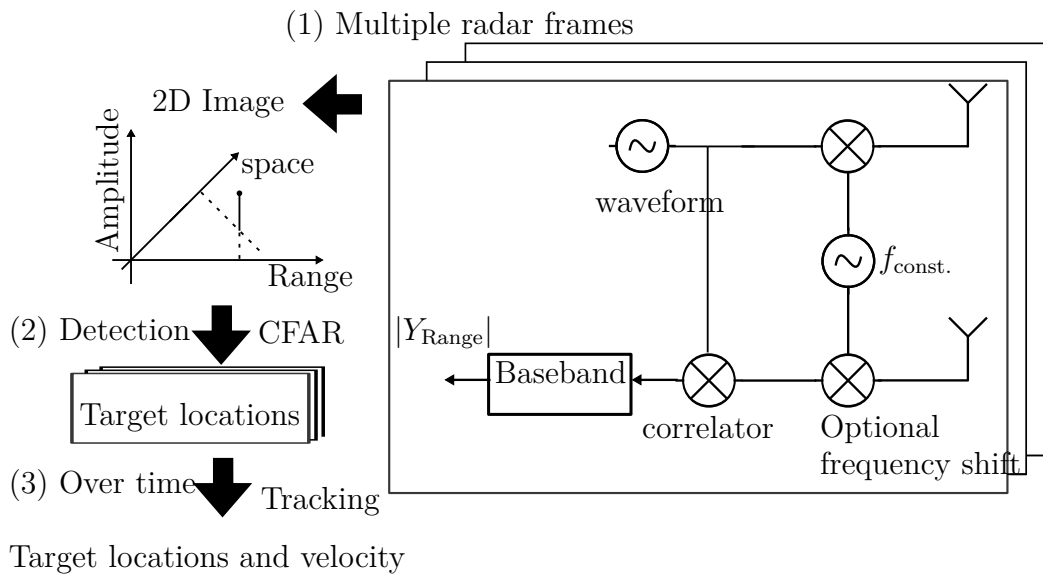 (1) Multiple radar frames
2D Image
Amplitude
space
Range
waveform
f_const.
(2) Detection
CFAR
|Y_Range|
Baseband
Target locations
correlator
Optional
frequency shift
(3) Over time
Tracking
Target locations and velocity